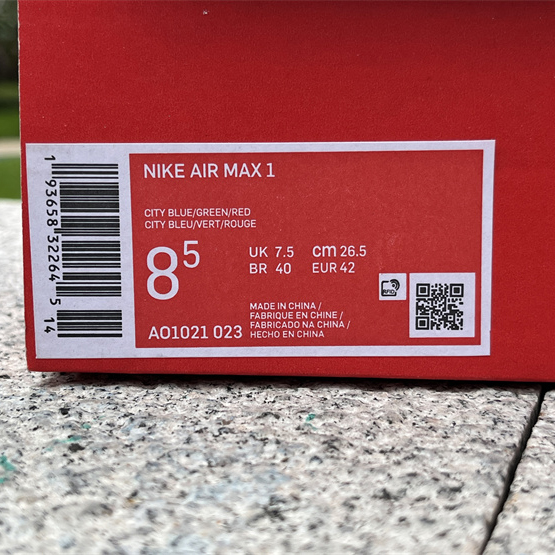 NIKE AIR MAX 1
CITY BLUE/GREEN/RED
CITY BLEU/VERT/ROUGE
8⁵
UK 7.5 cm 26.5
BR 40 EUR 42
MADE IN CHINA /
FABRIQUE EN CHINE /
FABRICADO NA CHINA /
HECHO EN CHINA
AO1021 023
RFID
1 93658 32264 5 14